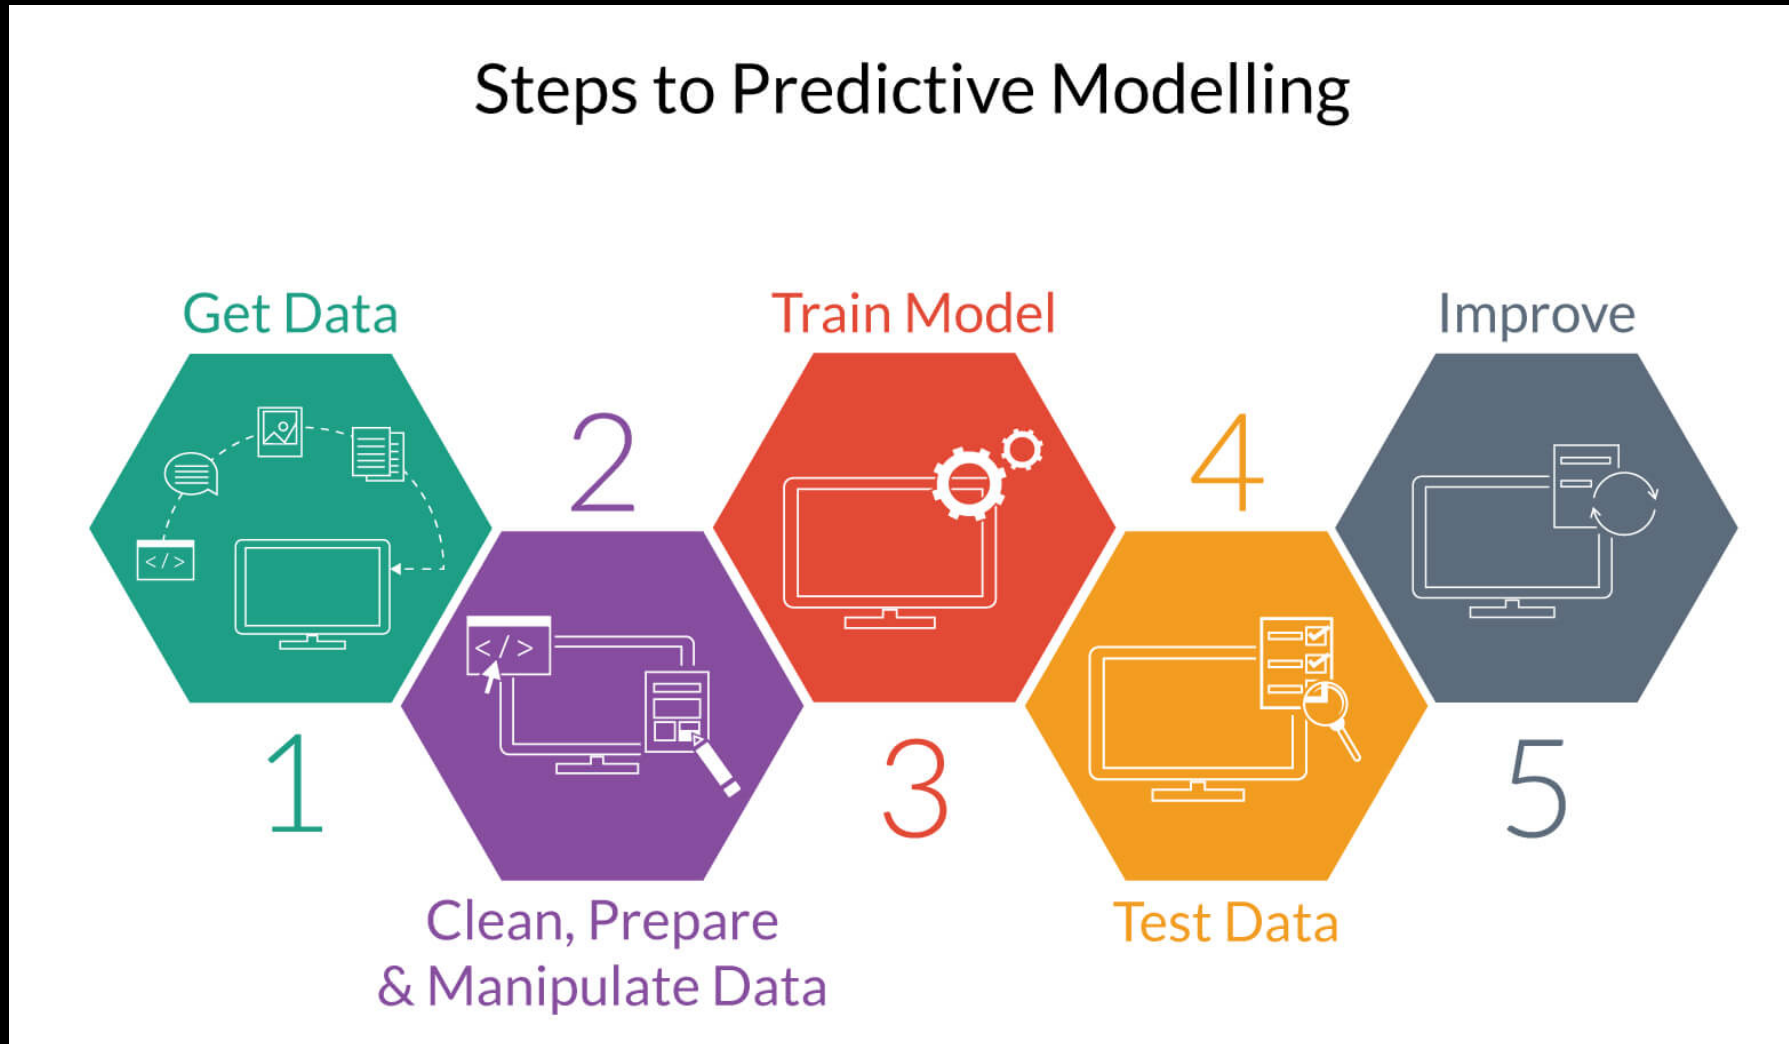 Steps to Predictive Modelling
Get Data
1
</>
2
</>
Clean, Prepare
& Manipulate Data
Train Model
3
4
Test Data
Improve
5